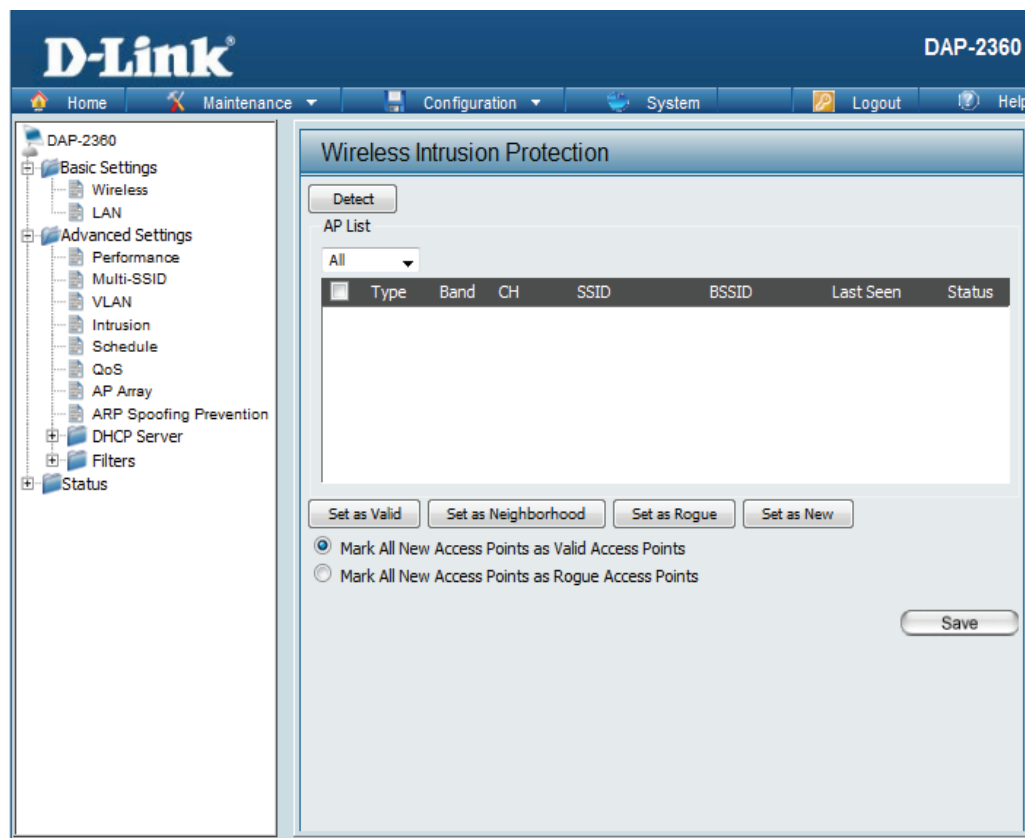 D-Link®
DAP-2360
Home Maintenance Configuration System Logout Help
DAP-2360
Basic Settings
Wireless
LAN
Advanced Settings
Performance
Multi-SSID
VLAN
Intrusion
Schedule
QoS
AP Array
ARP Spoofing Prevention
DHCP Server
Filters
Status
Wireless Intrusion Protection
Detect
AP List
All
Type Band CH SSID BSSID Last Seen Status
Set as Valid Set as Neighborhood Set as Rogue Set as New
Mark All New Access Points as Valid Access Points
Mark All New Access Points as Rogue Access Points
Save